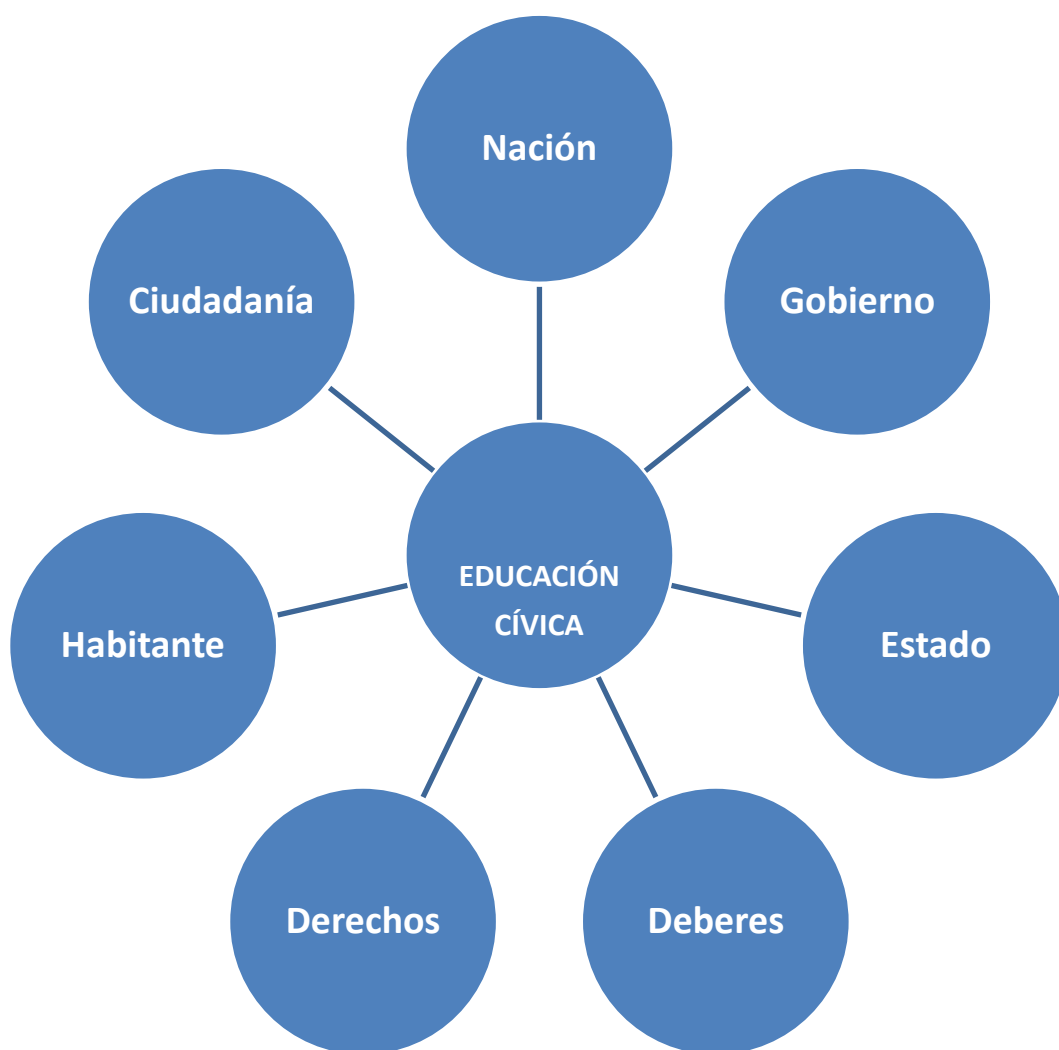 Nación
Ciudadanía
Gobierno
EDUCACIÓN
CÍVICA
Habitante
Estado
Derechos
Deberes